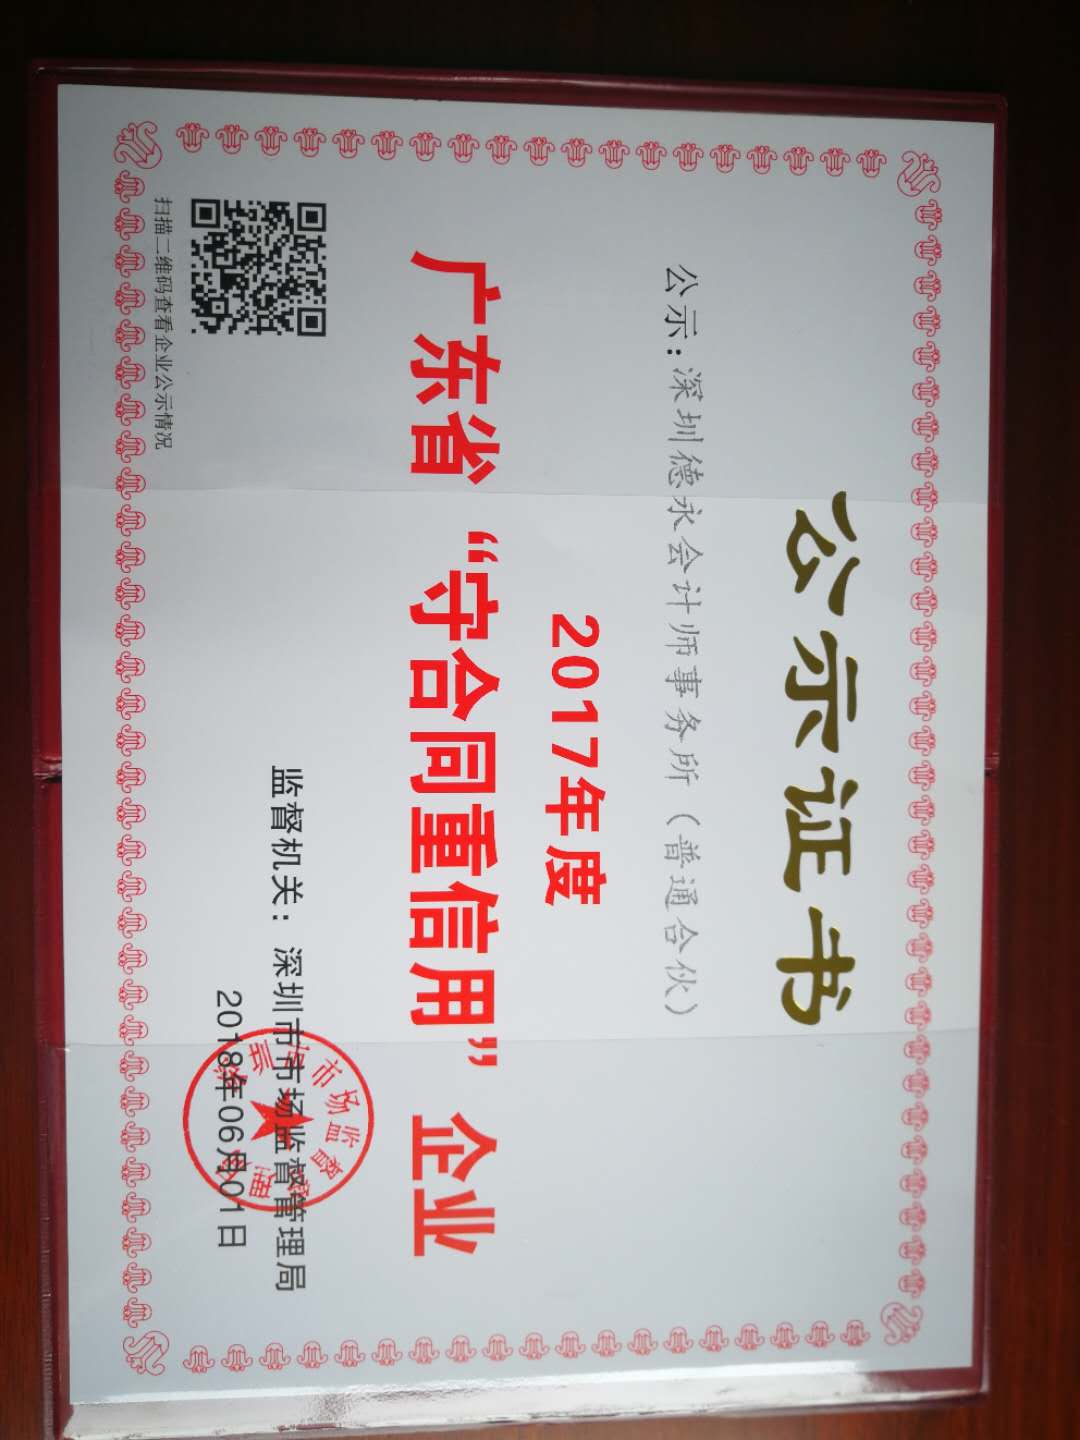 公示证书
公示：深圳德永会计师事务所（普通合伙）
2017年度
广东省“守合同重信用”企业
监督机关：深圳市市场监督管理局
2018年06月01日
扫描二维码查看企业公示情况